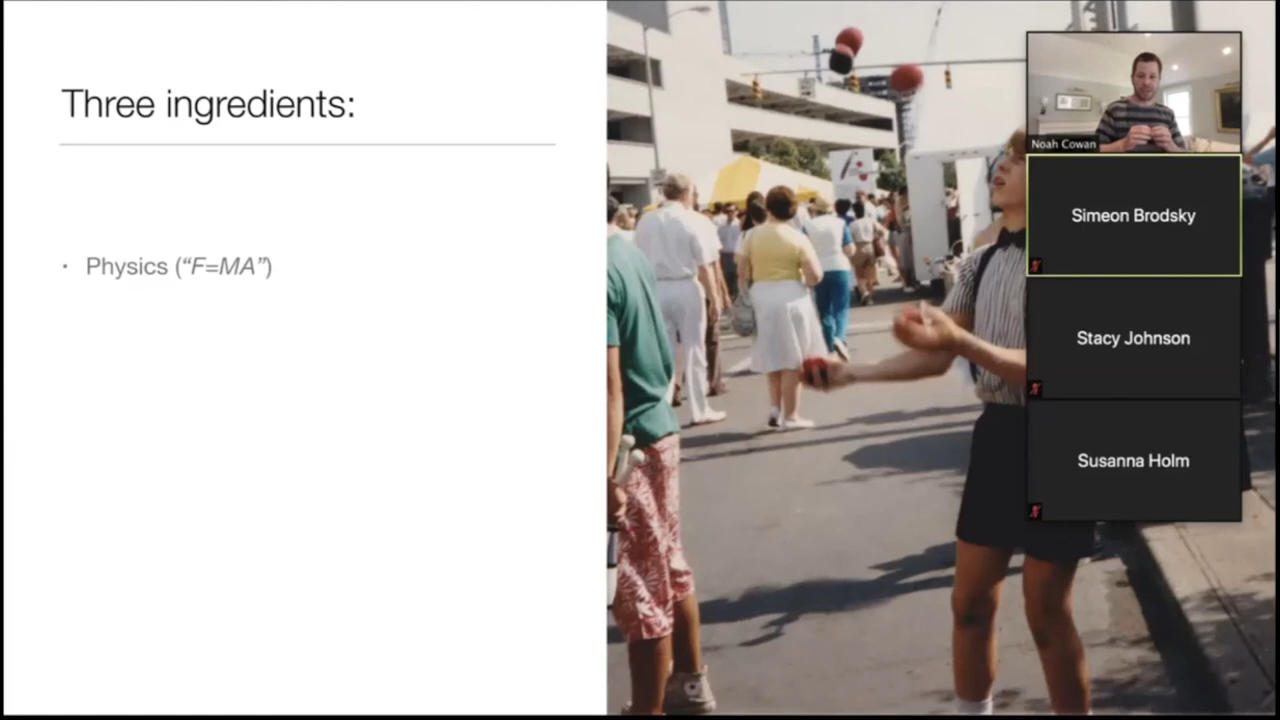 Three ingredients:
· Physics (“F=MA”)
Noah Cowan
Simeon Brodsky
Stacy Johnson
Susanna Holm